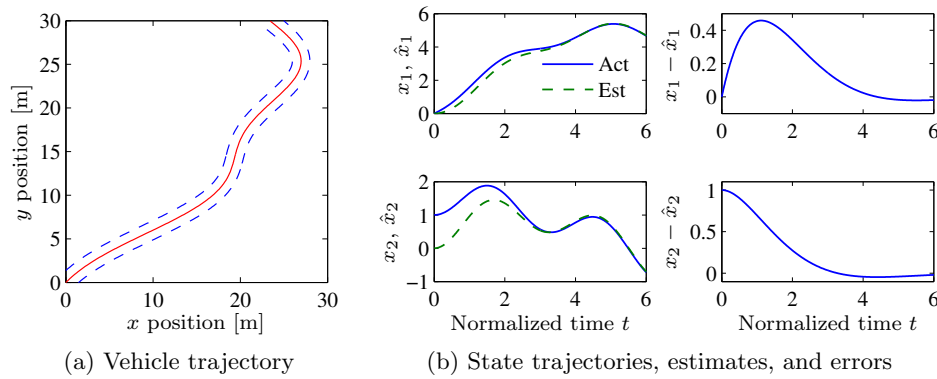 30
25
20
15
10
5
0
0 10 20 30
y position [m]
x position [m]
(a) Vehicle trajectory
6
4
2
0
0 2 4 6
x₁, x̂₁
Act
Est
0.4
0.2
0
0 2 4 6
x₁ − x̂₁
2
1
0
−1
0 2 4 6
x₂, x̂₂
Normalized time t
1
0.5
0
0 2 4 6
x₂ − x̂₂
Normalized time t
(b) State trajectories, estimates, and errors